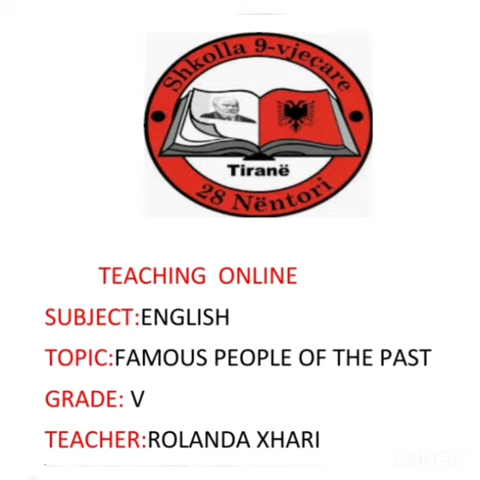 Shkolla 9-vjeçare
Tiranë
28 Nëntori
TEACHING ONLINE
SUBJECT:ENGLISH
TOPIC:FAMOUS PEOPLE OF THE PAST
GRADE: V
TEACHER:ROLANDA XHARI